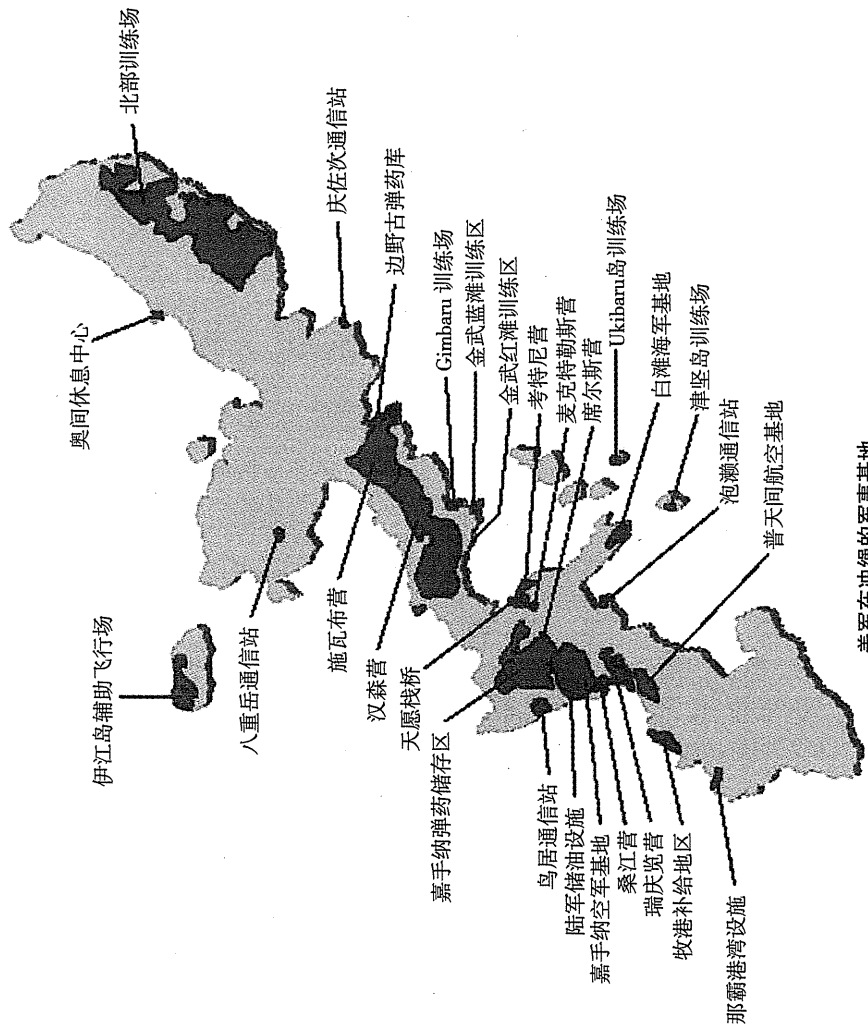 北部训练场
奥间休息中心
庆佐次通信站
边野古弹药库
Gimbaru 训练场
金武蓝滩训练区
金武红滩训练区
考特尼营
麦克特勒斯营
席尔斯营
Ukibaru岛训练场
白滩海军基地
津坚岛训练场
泡濑通信站
普天间航空基地
伊江岛辅助飞行场
八重岳通信站
施瓦布营
汉森营
天愿栈桥
嘉手纳弹药储存区
鸟居通信站
陆军储油设施
嘉手纳空军基地
桑江营
瑞庆览营
牧港补给地区
那霸港湾设施
美军在冲绳的军事基地